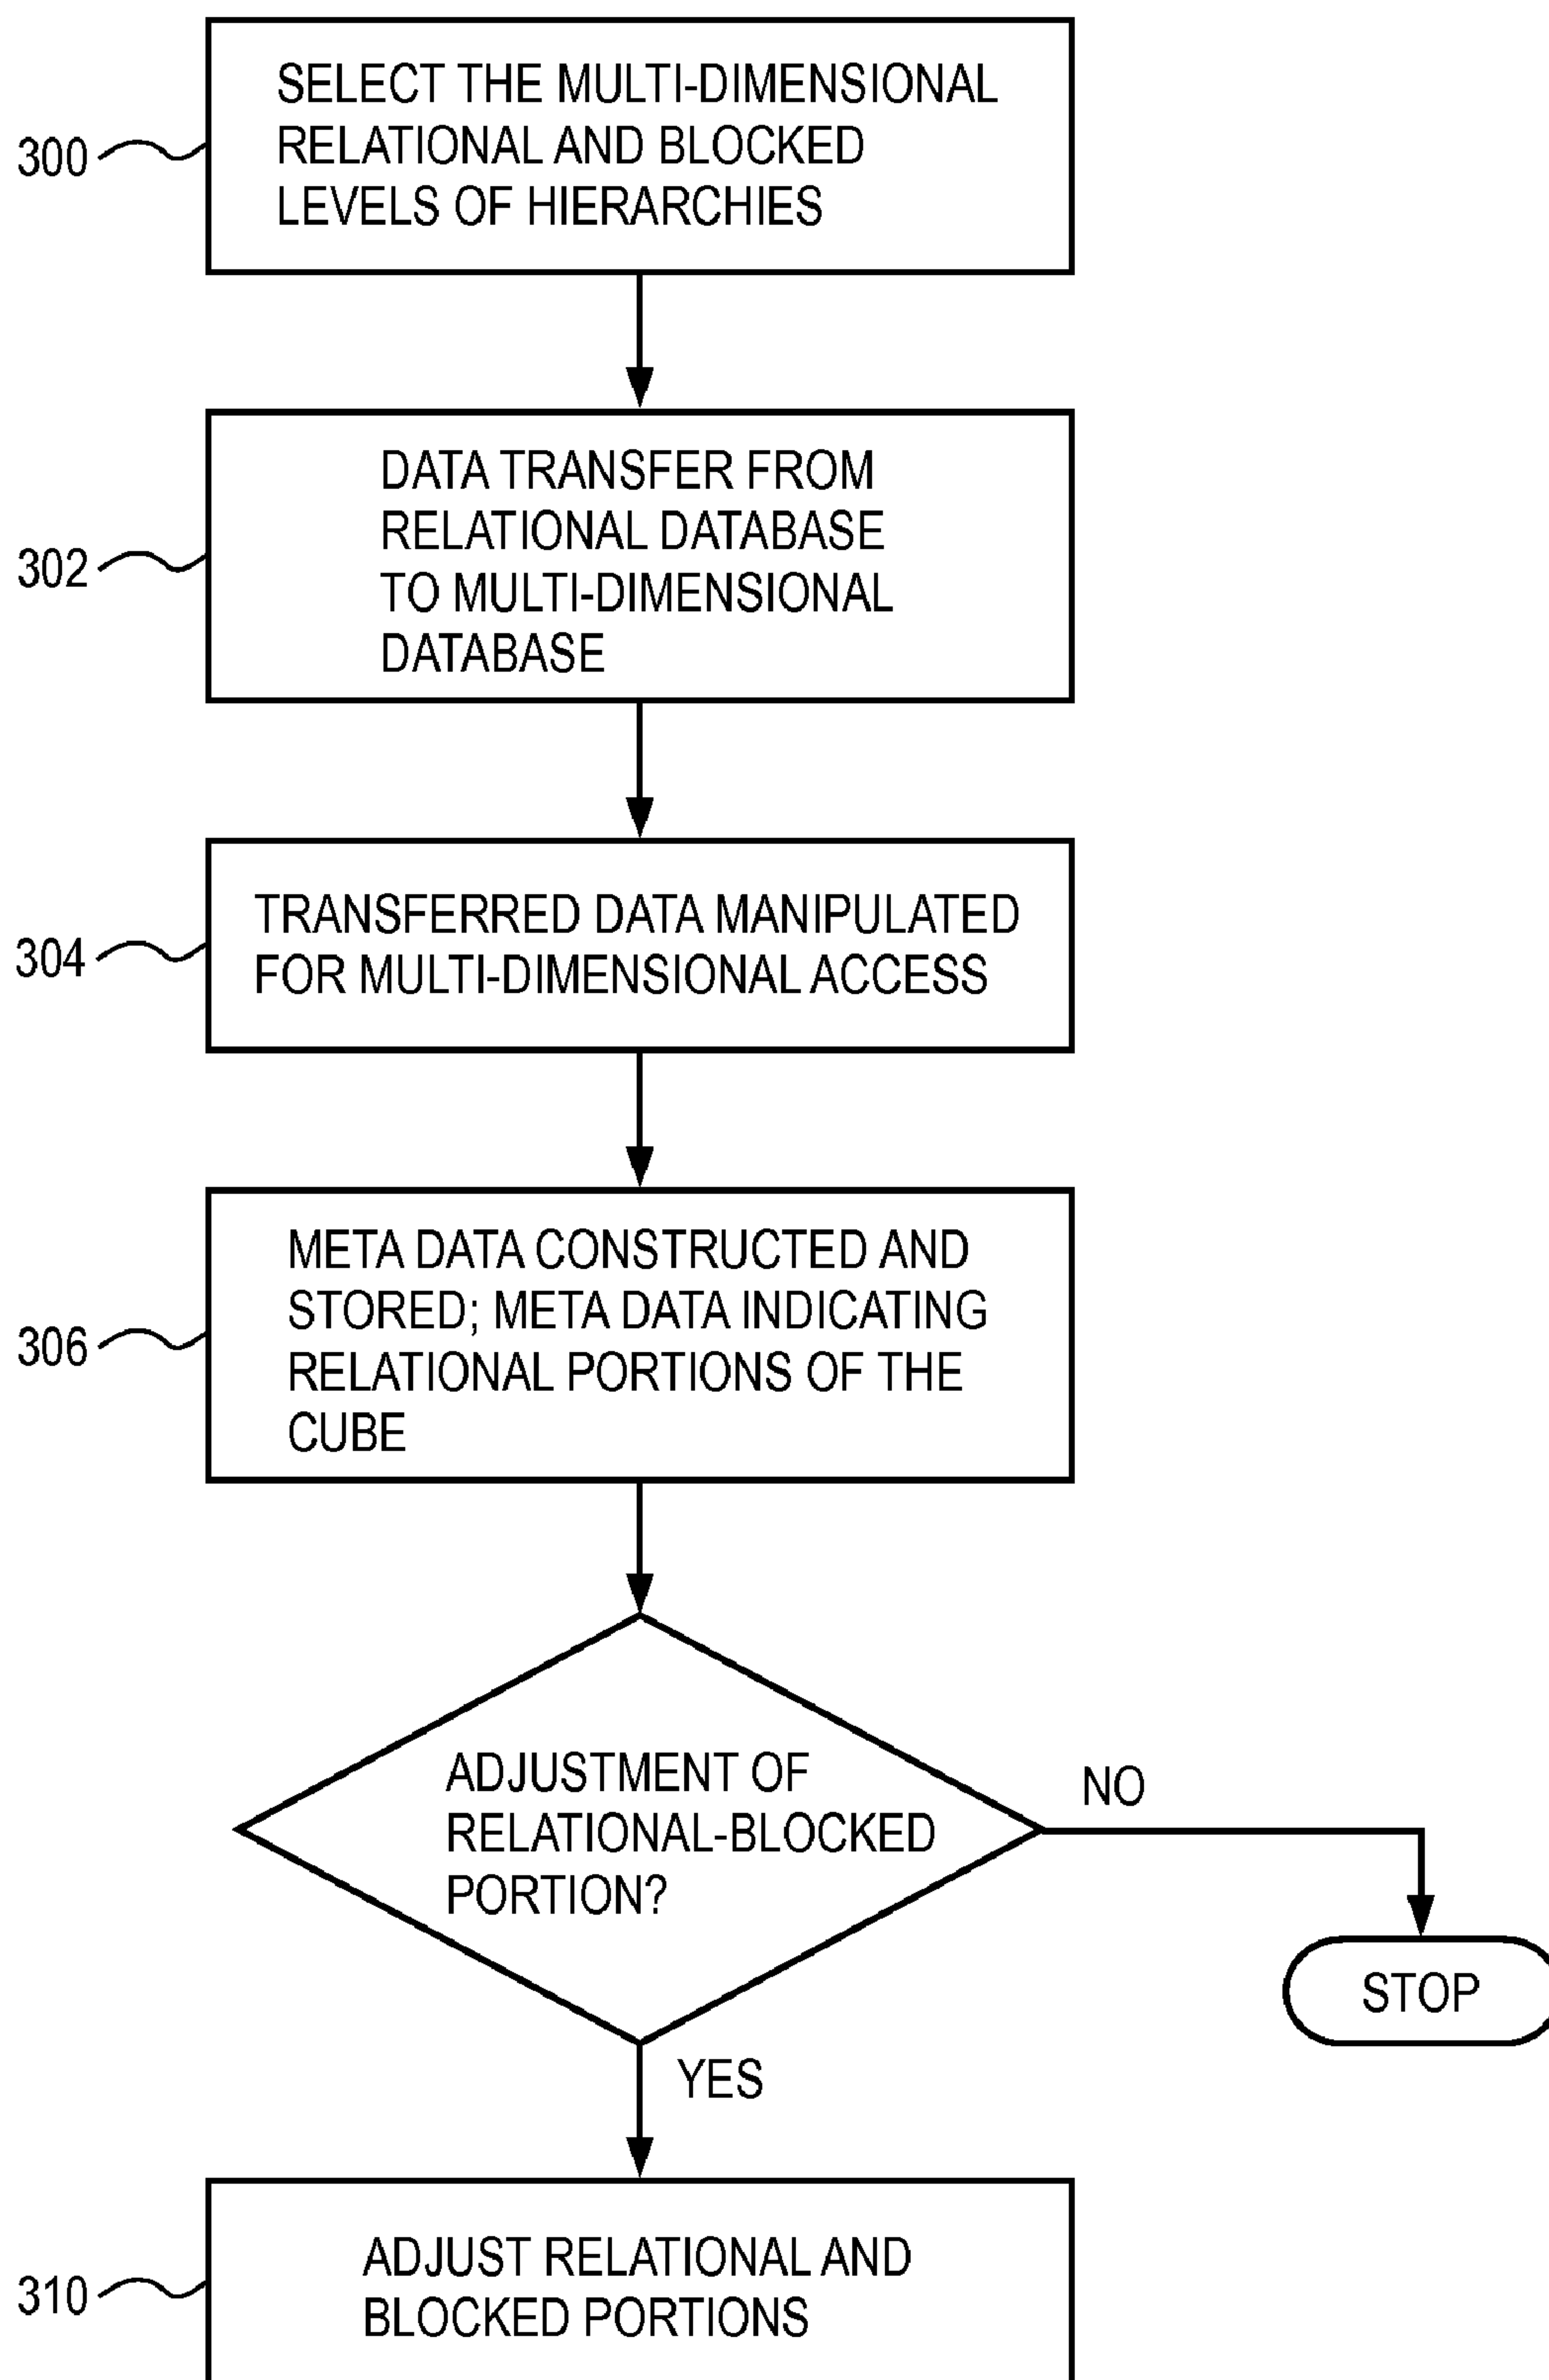 300
SELECT THE MULTI-DIMENSIONAL
RELATIONAL AND BLOCKED
LEVELS OF HIERARCHIES
302
DATA TRANSFER FROM
RELATIONAL DATABASE
TO MULTI-DIMENSIONAL
DATABASE
304
TRANSFERRED DATA MANIPULATED
FOR MULTI-DIMENSIONAL ACCESS
306
META DATA CONSTRUCTED AND
STORED; META DATA INDICATING
RELATIONAL PORTIONS OF THE
CUBE
ADJUSTMENT OF
RELATIONAL-BLOCKED
PORTION?
NO
STOP
YES
310
ADJUST RELATIONAL AND
BLOCKED PORTIONS